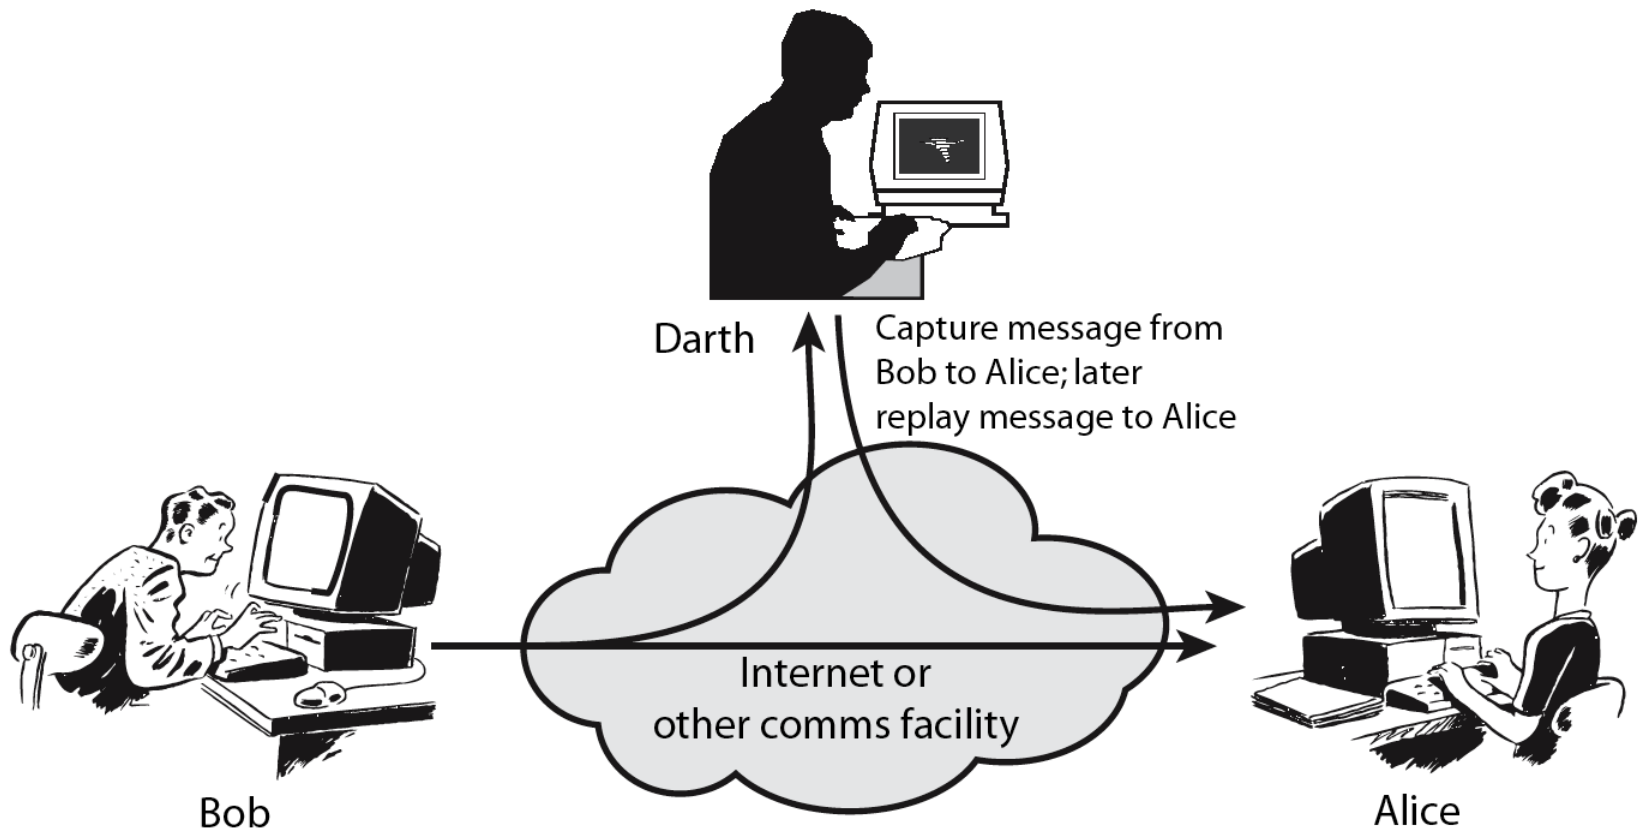 Darth
Capture message from
Bob to Alice; later
replay message to Alice
Internet or
other comms facility
Bob
Alice